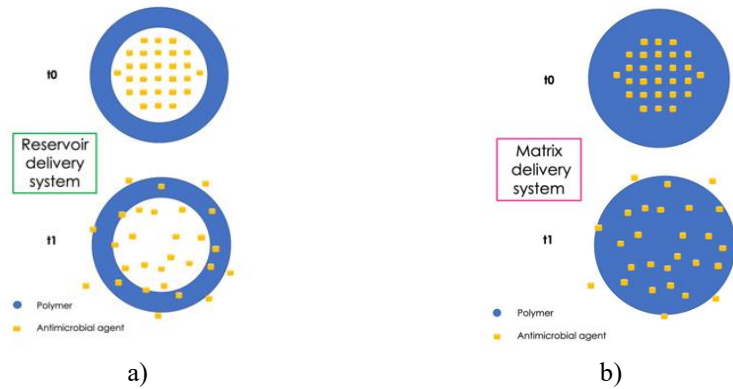 t0
Reservoir
delivery
system
t1
Polymer
Antimicrobial agent
a)
t0
Matrix
delivery
system
t1
Polymer
Antimicrobial agent
b)